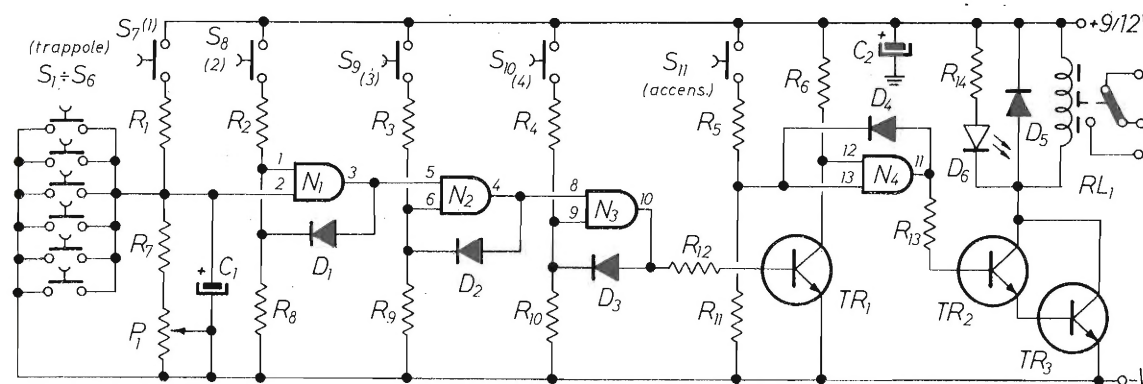 S7(1)
(trappole)
S1÷S6
S8
(2)
S9(3)
S10
(4)
S11
(accens.)
+9/12
C2
R6
R14
D5
D4
R1
R2
R3
R4
R5
D6
RL1
1
2
N1
3
5
6
N2
4
8
9
N3
10
12
13
N4
11
R7
C1
D1
D2
D3
R12
R13
P1
R8
R9
R10
R11
TR1
TR2
TR3
+
+
-